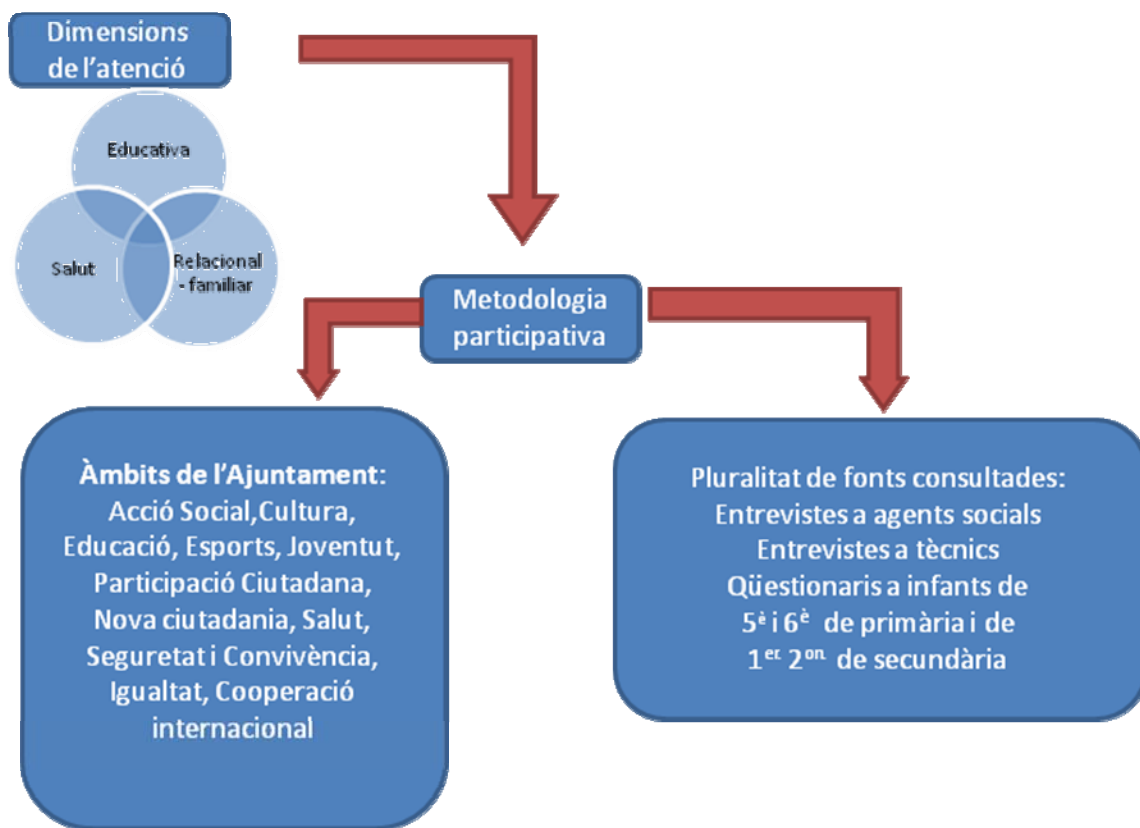 Dimensions
de l'atenció
Educativa
Salut
Relacional
- familiar
Metodologia
participativa
Àmbits de l'Ajuntament:
Acció Social,Cultura,
Educació, Esports, Joventut,
Participació Ciutadana,
Nova ciutadania, Salut,
Seguretat i Convivència,
Igualtat, Cooperació
internacional
Pluralitat de fonts consultades:
Entrevistes a agents socials
Entrevistes a tècnics
Qüestionaris a infants de
5è i 6è de primària i de
1er 2on de secundària